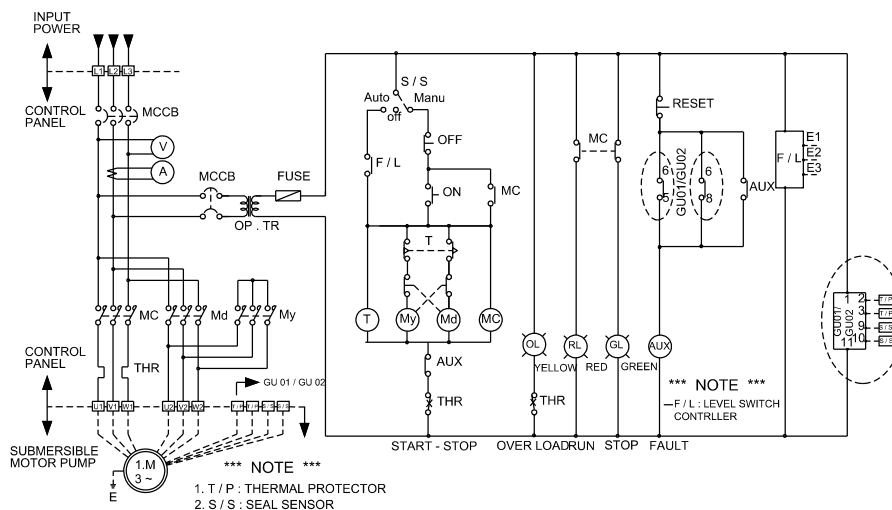 INPUT
POWER
L1 L2 L3
CONTROL
PANEL
MCCB
V
A
MCCB
FUSE
OP . TR
S / S
Auto
Manu
off
F / L
OFF
ON
MC
T
T
My
Md
MC
AUX
THR
START - STOP
OL
YELLOW
THR
OVER LOAD
MC
RL
RED
RUN
GL
GREEN
STOP
RESET
GU01/GU02
6
5
6
8
AUX
AUX
FAULT
F / L
E1
E2
E3
GU01/
GU02
1
2
3
9
10
11
T / P
T / P
S / S
S / S
*** NOTE ***
F / L : LEVEL SWITCH
CONTRLLER
MC
Md
My
THR
CONTROL
PANEL
GU 01 / GU 02
U1 V1 W1
U2 V2 W2
T / P T / P S / S S / S
SUBMERSIBLE
MOTOR PUMP
1.M
3 ~
E
*** NOTE ***
1. T / P : THERMAL PROTECTOR
2. S / S : SEAL SENSOR